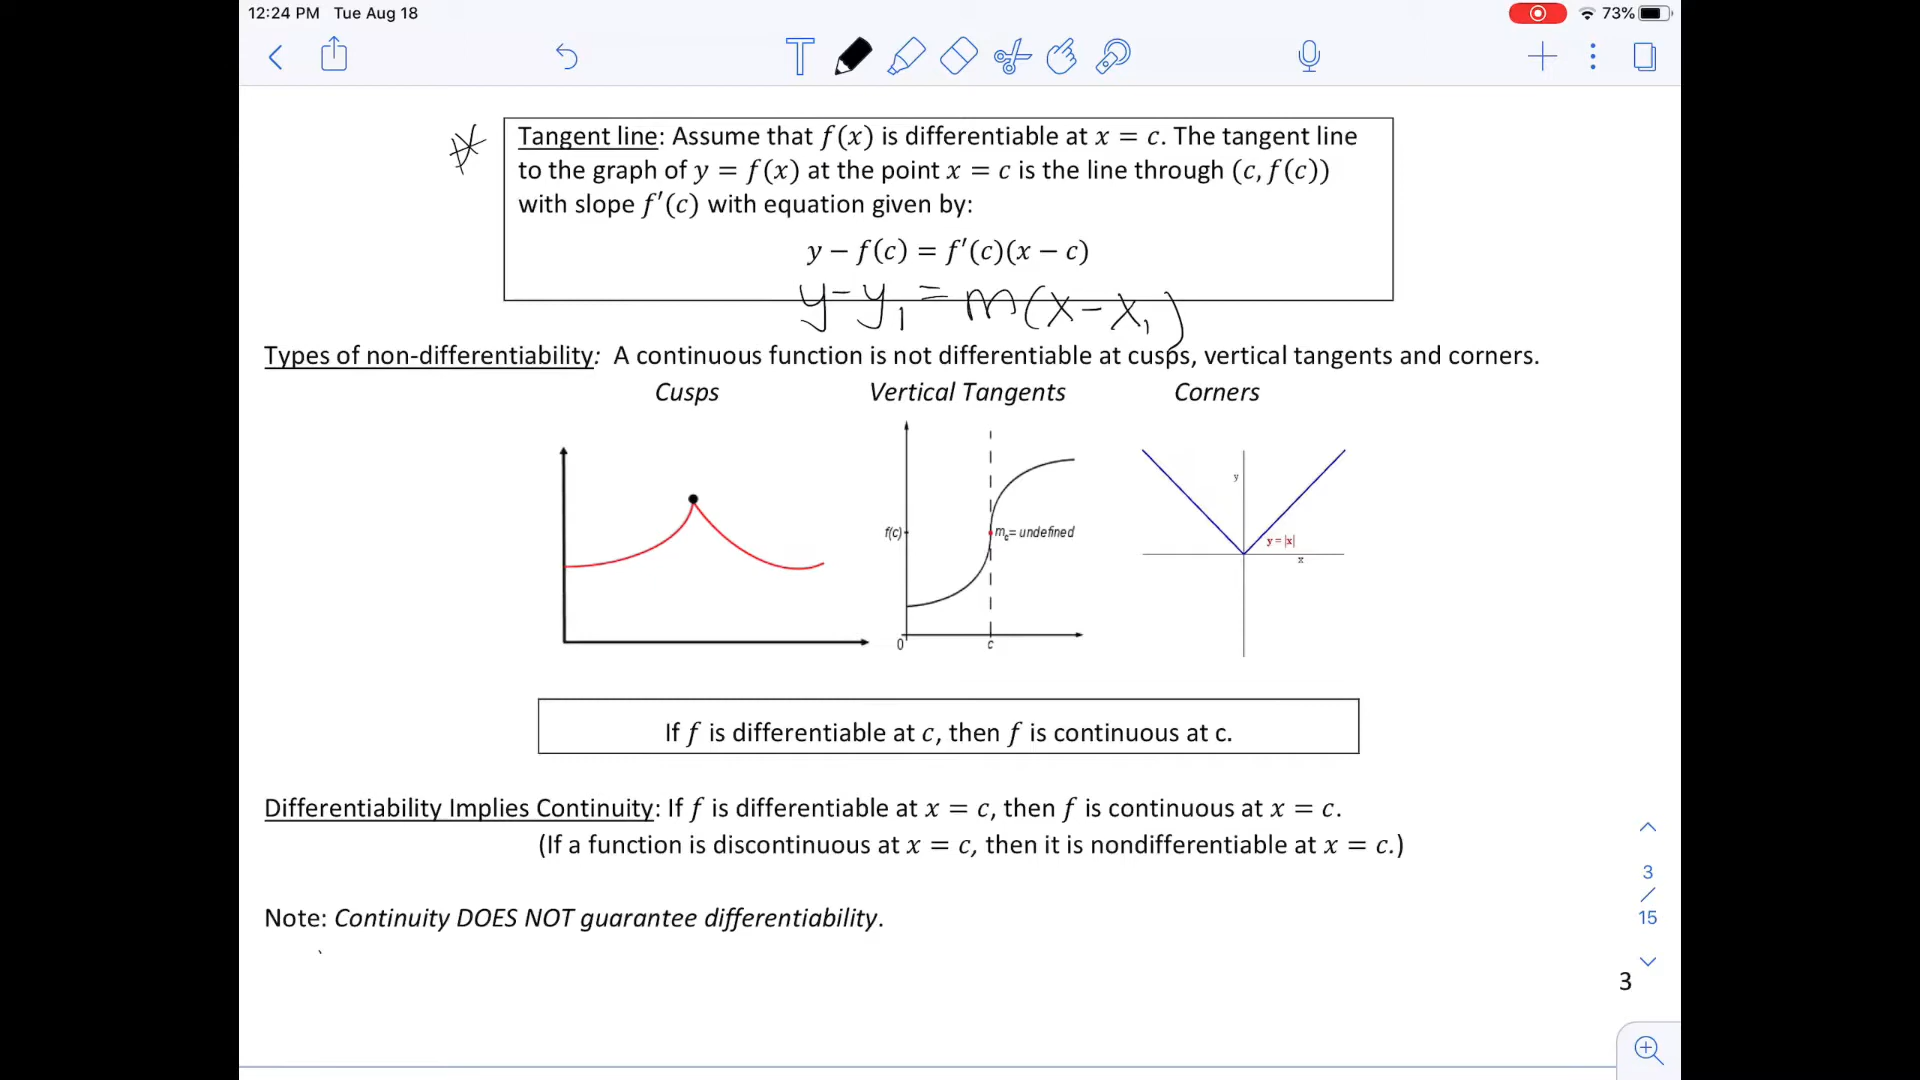 12:24 PM Tue Aug 18
73%
Tangent line: Assume that f(x) is differentiable at x = c. The tangent line
to the graph of y = f(x) at the point x = c is the line through (c, f(c))
with slope f′(c) with equation given by:
y − f(c) = f′(c)(x − c)
y-y₁ = m(x-x₁)
Types of non-differentiability: A continuous function is not differentiable at cusps, vertical tangents and corners.
Cusps Vertical Tangents Corners
y
f(c) m_c= undefined
y = |x|
x
0 c
If f is differentiable at c, then f is continuous at c.
Differentiability Implies Continuity: If f is differentiable at x = c, then f is continuous at x = c.
(If a function is discontinuous at x = c, then it is nondifferentiable at x = c.)
3
/
15
Note: Continuity DOES NOT guarantee differentiability.
3